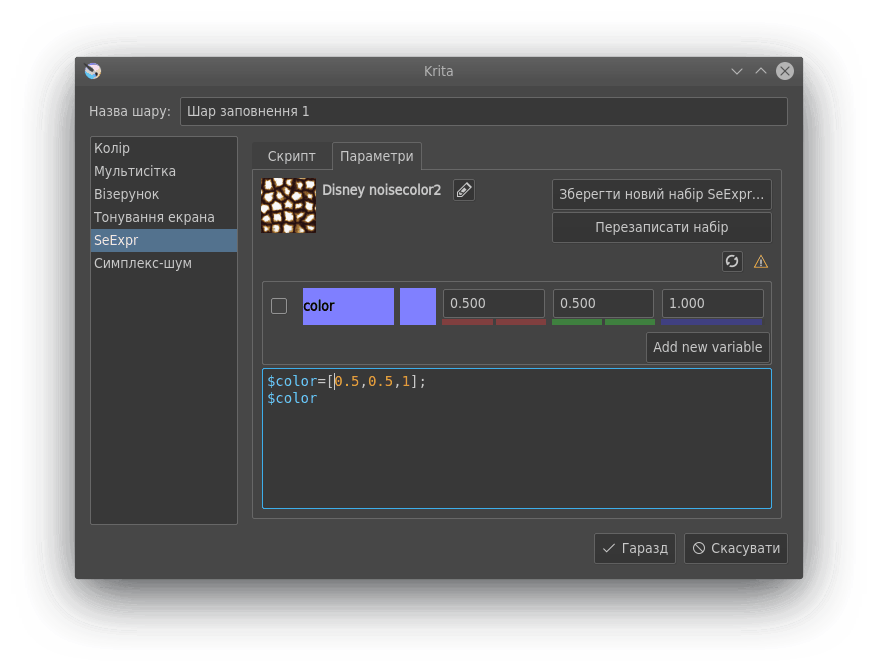 Krita
Назва шару:
Шар заповнення 1
Колір
Мультисітка
Візерунок
Тонування екрана
SeExpr
Симплекс-шум
Скрипт
Параметри
Disney noisecolor2
Зберегти новий набір SeExpr...
Перезаписати набір
color
0.500
0.500
1.000
Add new variable
$color=[0.5,0.5,1];
$color
Гаразд
Скасувати